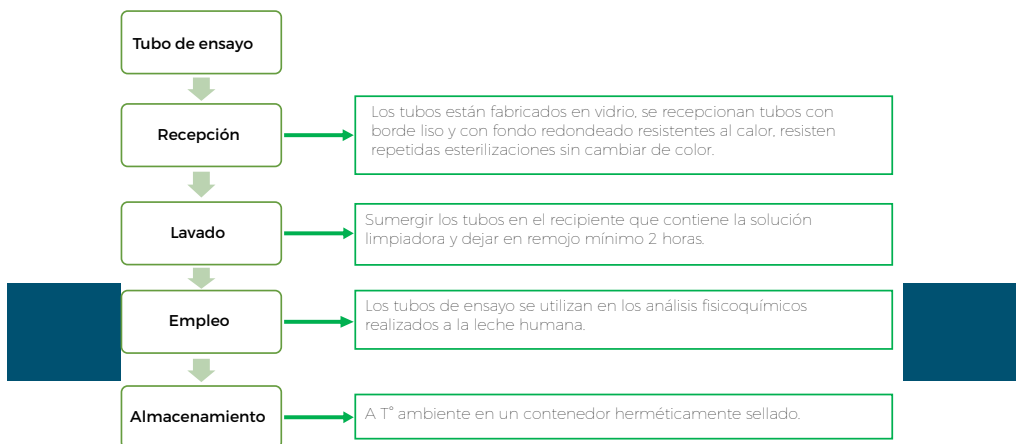 Tubo de ensayo
Recepción
Los tubos están fabricados en vidrio, se recepcionan tubos con
borde liso y con fondo redondeado resistentes al calor, resisten
repetidas esterilizaciones sin cambiar de color.
Lavado
Sumergir los tubos en el recipiente que contiene la solución
limpiadora y dejar en remojo mínimo 2 horas.
Empleo
Los tubos de ensayo se utilizan en los análisis fisicoquímicos
realizados a la leche humana.
Almacenamiento
A T° ambiente en un contenedor herméticamente sellado.